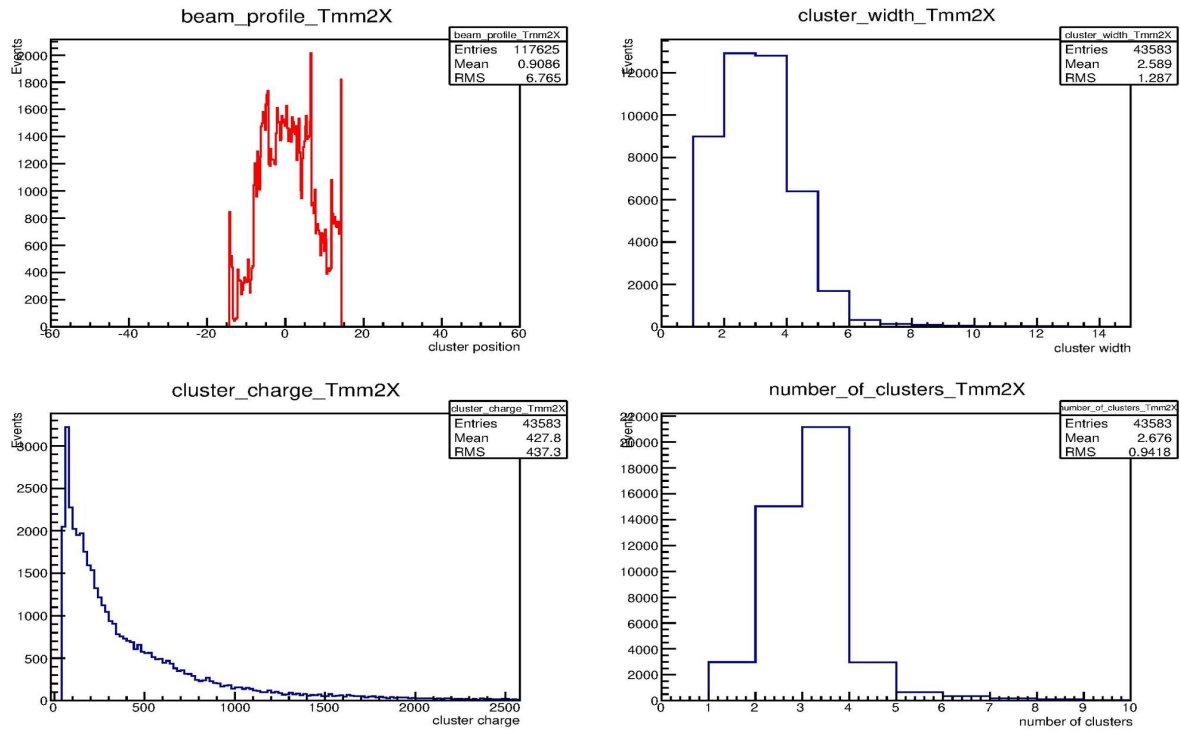 beam_profile_Tmm2X
beam_profile_Tmm2X
Entries 117625
Mean 0.9086
RMS 6.765
Events
2000
1800
1600
1400
1200
1000
800
600
400
200
0
-60 -40 -20 0 20 40 60
cluster position
cluster_width_Tmm2X
cluster_width_Tmm2X
Entries 43583
Mean 2.589
RMS 1.287
Events
12000
10000
8000
6000
4000
2000
0
0 2 4 6 8 10 12 14
cluster width
cluster_charge_Tmm2X
cluster_charge_Tmm2X
Entries 43583
Mean 427.8
RMS 437.3
Events
3000
2500
2000
1500
1000
500
0
0 500 1000 1500 2000 2500
cluster charge
number_of_clusters_Tmm2X
number_of_clusters_Tmm2X
Entries 43583
Mean 2.676
RMS 0.9418
Events
22000
20000
18000
16000
14000
12000
10000
8000
6000
4000
2000
0
0 1 2 3 4 5 6 7 8 9 10
number of clusters